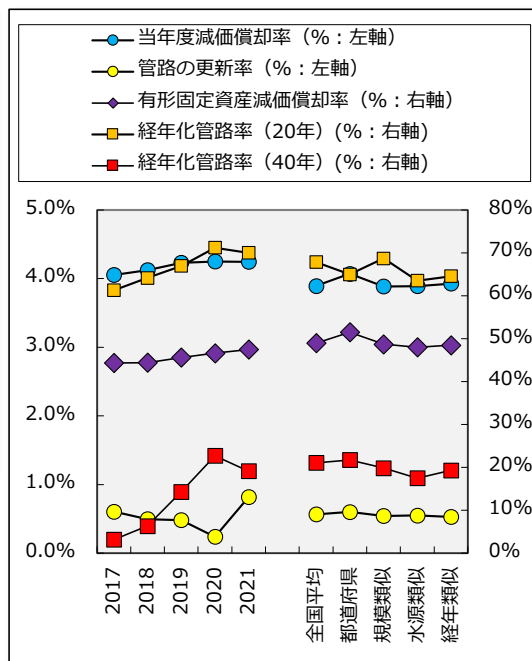 当年度減価償却率（%：左軸）
管路の更新率（%：左軸）
有形固定資産減価償却率（%：右軸）
経年化管路率（20年）(%：右軸)
経年化管路率（40年）(%：右軸)
5.0%
4.0%
3.0%
2.0%
1.0%
0.0%
80%
70%
60%
50%
40%
30%
20%
10%
0%
2017
2018
2019
2020
2021
全国平均
都道府県
規模類似
水源類似
経年類似